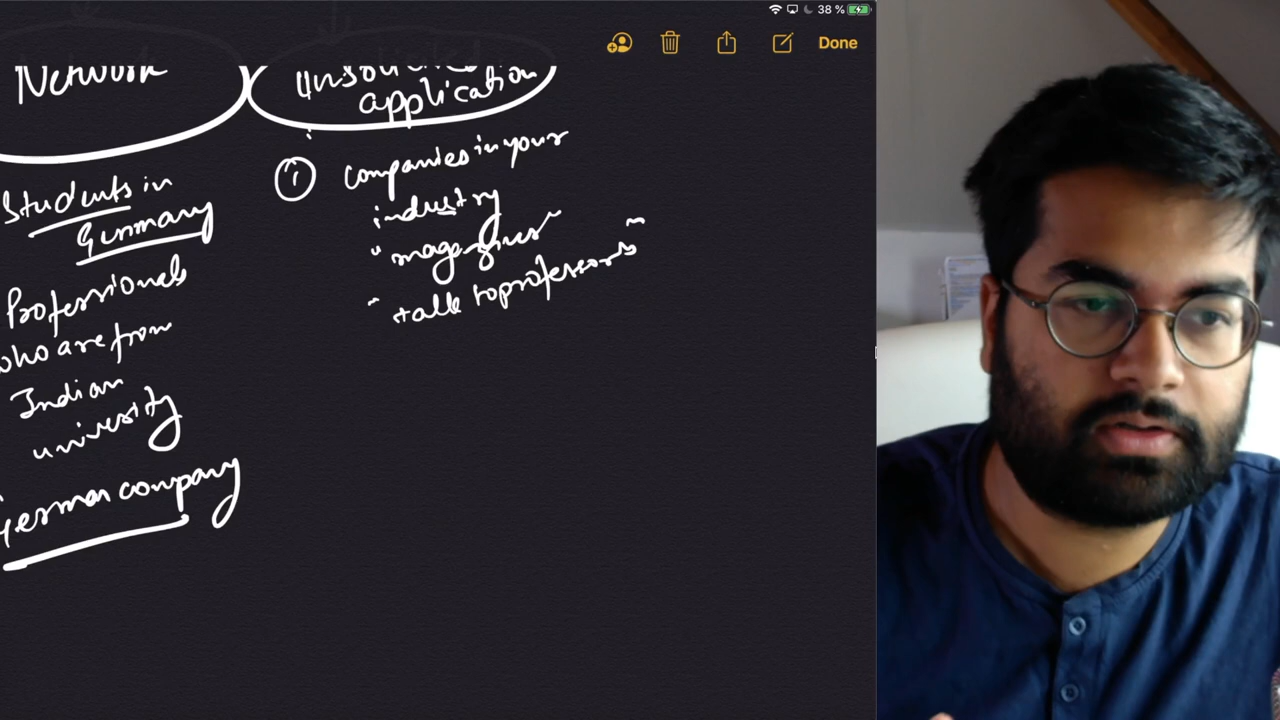 38 %
Done
Network
Unsolicited
application
Students in
Germany
Professionals
who are from
Indian
university
German company
1 Companies in your
industry
" magazines "
" talk to professors "